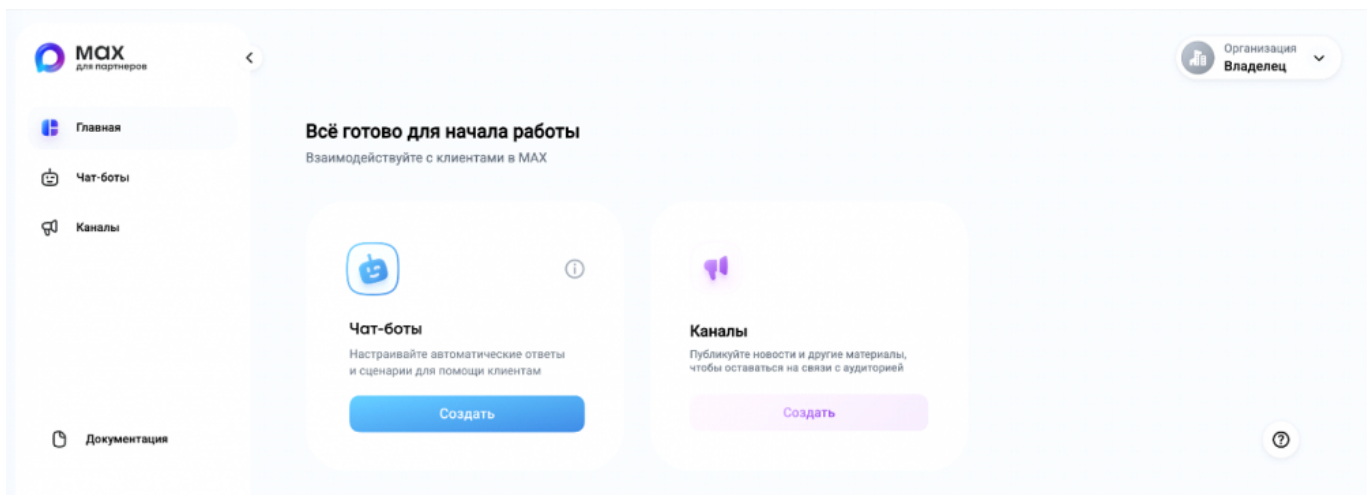 мах
для партнеров
Организация
Владелец
Главная
Чат-боты
Каналы
Документация
Всё готово для начала работы
Взаимодействуйте с клиентами в MAX
Чат-боты
Настраивайте автоматические ответы
и сценарии для помощи клиентам
Создать
Каналы
Публикуйте новости и другие материалы,
чтобы оставаться на связи с аудиторией
Создать